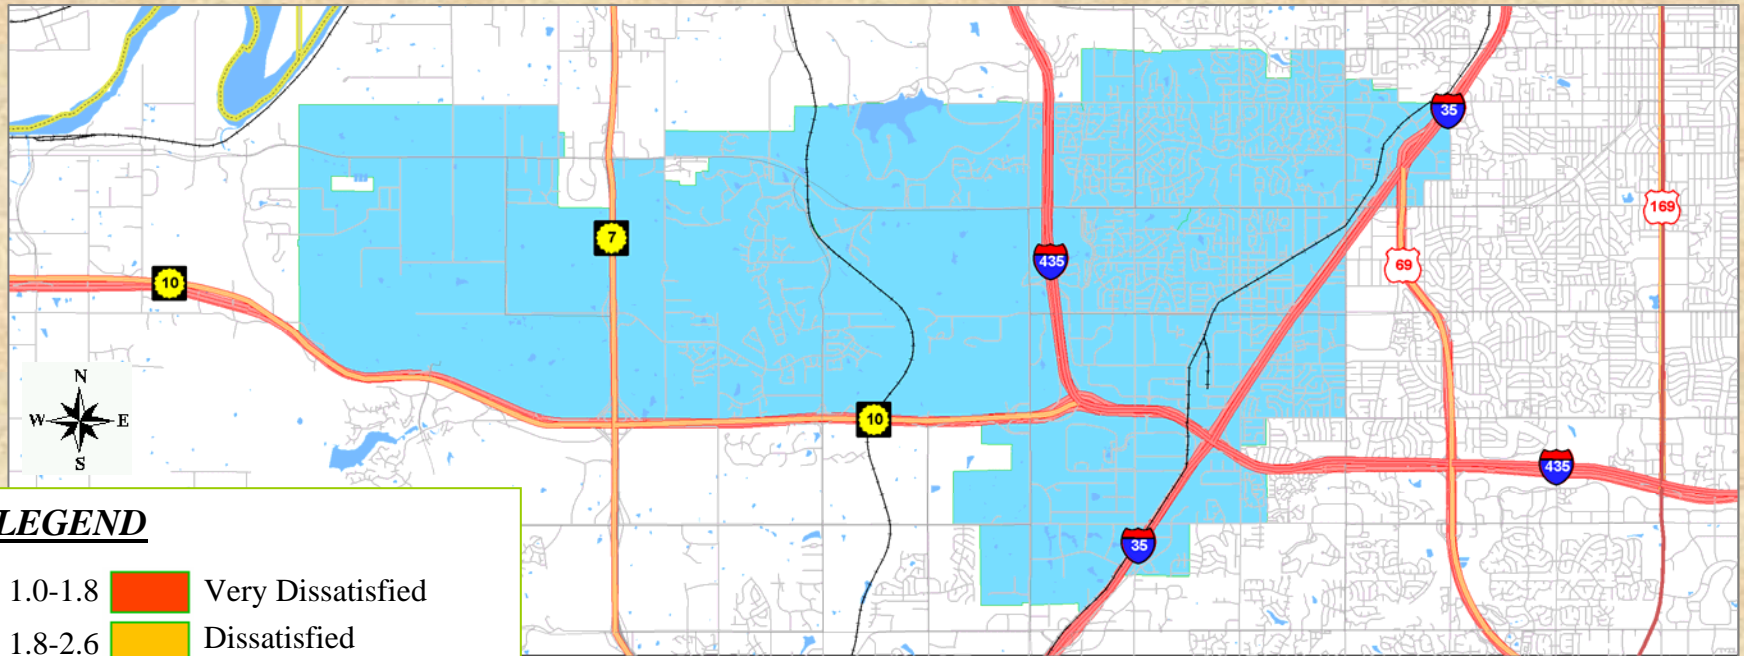 35
169
7
435
69
10
N
W E
S
10
435
LEGEND
35
1.0-1.8 Very Dissatisfied
1.8-2.6 Dissatisfied